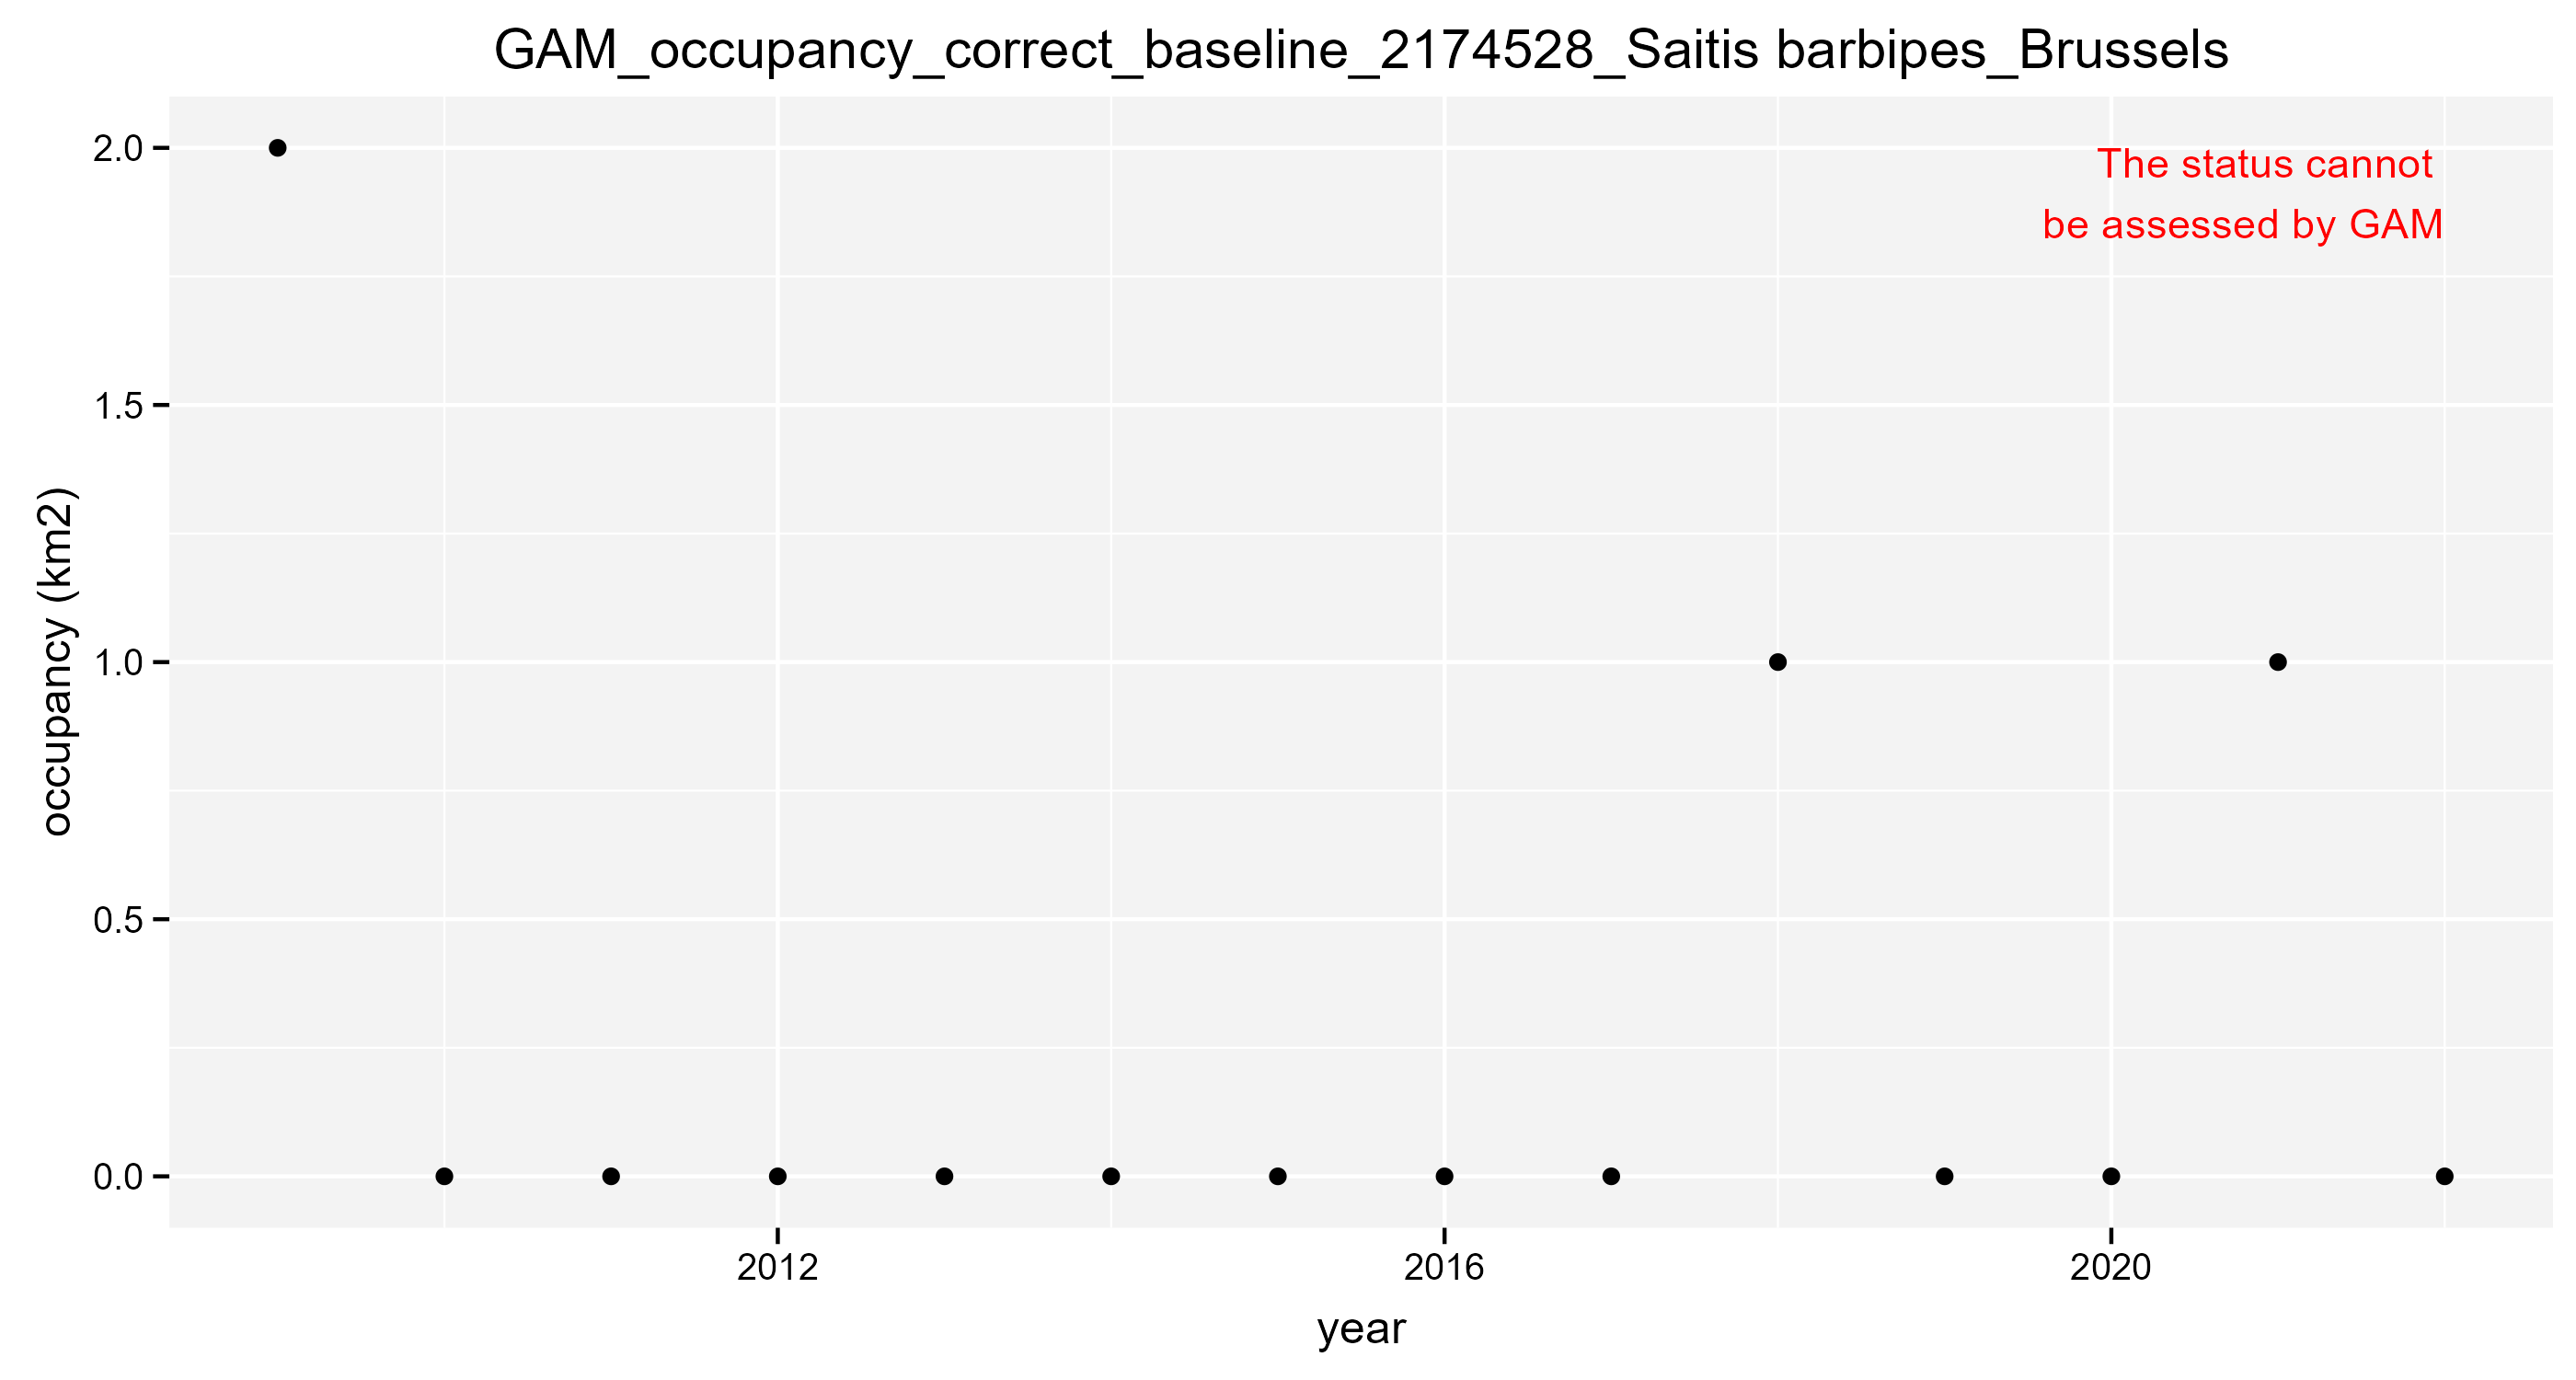 GAM_occupancy_correct_baseline_2174528_Saitis barbipes_Brussels
The status cannot
be assessed by GAM
2.0
1.5
1.0
0.5
0.0
occupancy (km2)
2012
2016
2020
year